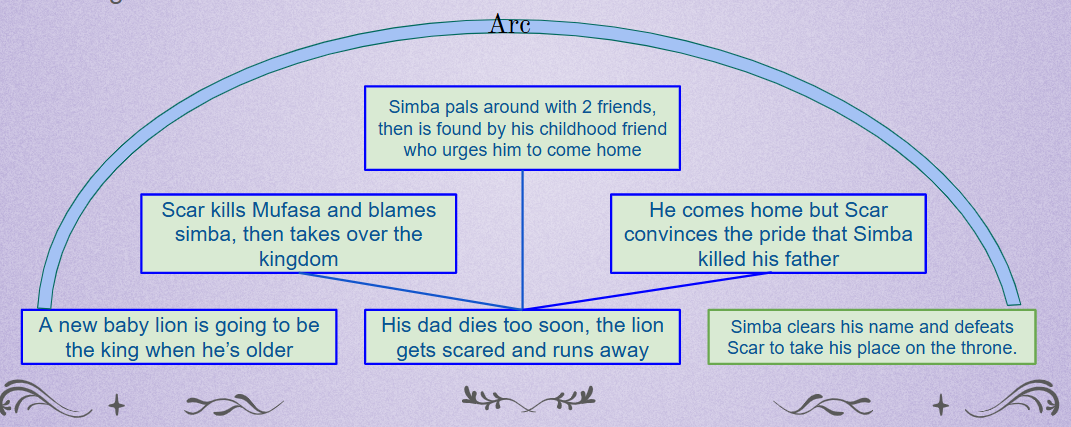 Arc
Simba pals around with 2 friends,
then is found by his childhood friend
who urges him to come home
Scar kills Mufasa and blames
simba, then takes over the
kingdom
He comes home but Scar
convinces the pride that Simba
killed his father
A new baby lion is going to be
the king when he’s older
His dad dies too soon, the lion
gets scared and runs away
Simba clears his name and defeats
Scar to take his place on the throne.